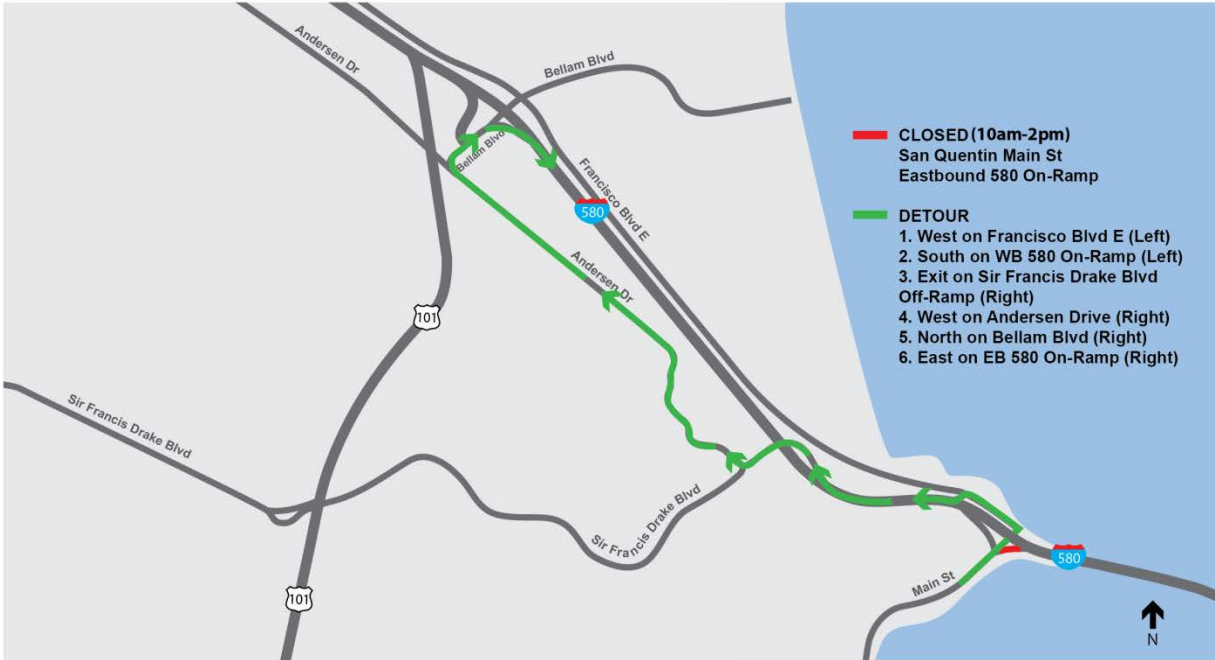 Andersen Dr
Bellam Blvd
Bellam Blvd
CLOSED (10am-2pm)
San Quentin Main St
Eastbound 580 On-Ramp
Francisco Blvd E
580
DETOUR
1. West on Francisco Blvd E (Left)
2. South on WB 580 On-Ramp (Left)
3. Exit on Sir Francis Drake Blvd
Off-Ramp (Right)
4. West on Andersen Drive (Right)
5. North on Bellam Blvd (Right)
6. East on EB 580 On-Ramp (Right)
Andersen Dr
101
Sir Francis Drake Blvd
Sir Francis Drake Blvd
580
Main St
101
N